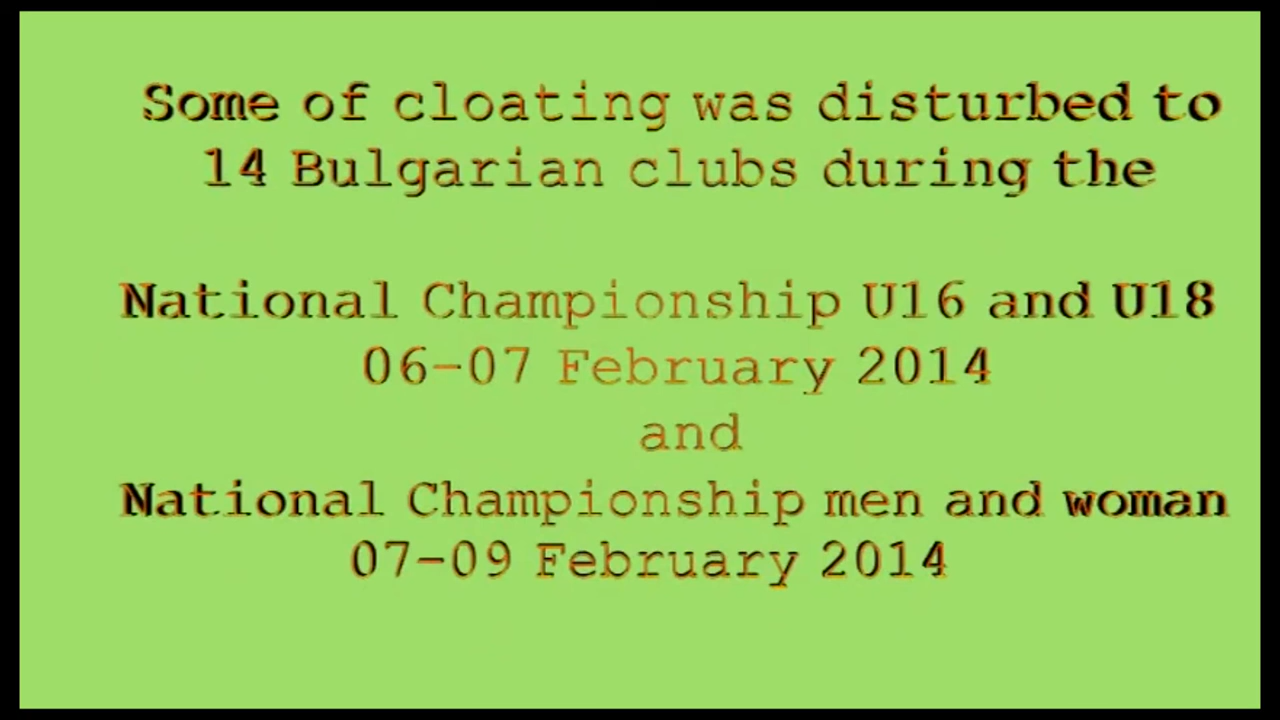 Some of cloating was disturbed to
14 Bulgarian clubs during the
National Championship U16 and U18
06-07 February 2014
and
National Championship men and woman
07-09 February 2014